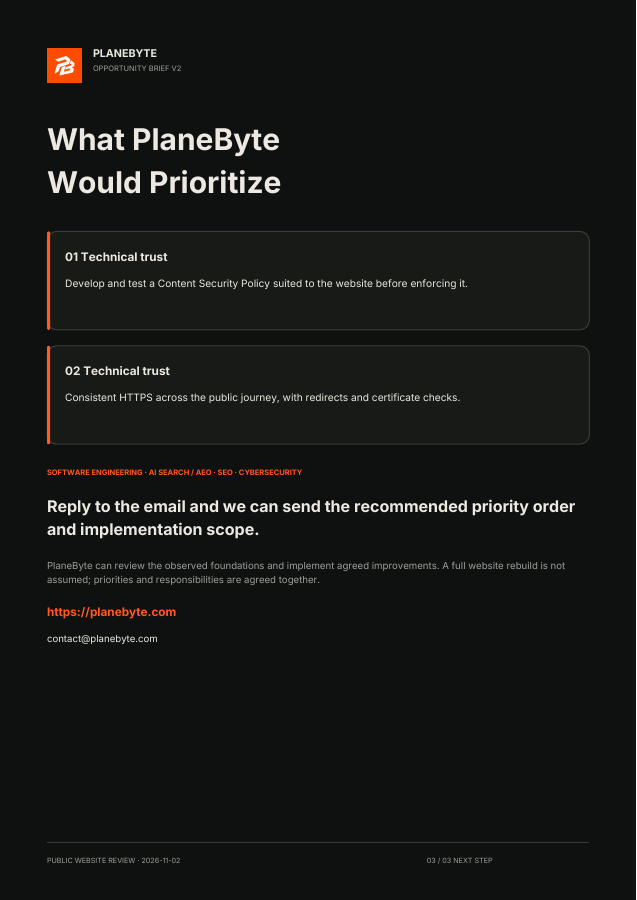 PLANEBYTE
OPPORTUNITY BRIEF V2
What PlaneByte
Would Prioritize
01 Technical trust
Develop and test a Content Security Policy suited to the website before enforcing it.
02 Technical trust
Consistent HTTPS across the public journey, with redirects and certificate checks.
SOFTWARE ENGINEERING · AI SEARCH / AEO · SEO · CYBERSECURITY
Reply to the email and we can send the recommended priority order
and implementation scope.
PlaneByte can review the observed foundations and implement agreed improvements. A full website rebuild is not
assumed; priorities and responsibilities are agreed together.
https://planebyte.com
contact@planebyte.com
PUBLIC WEBSITE REVIEW · 2026-11-02
03 / 03 NEXT STEP